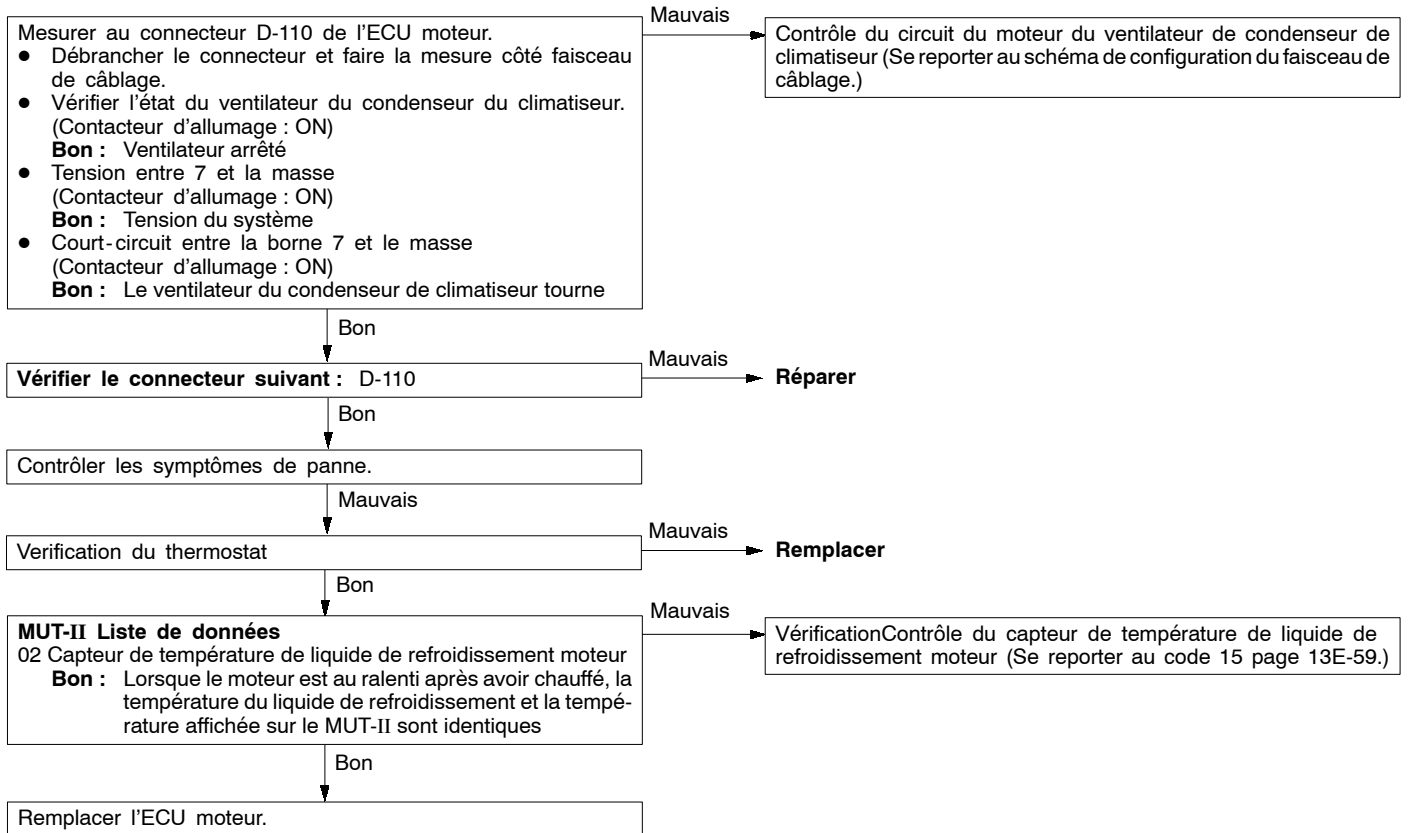 Mesurer au connecteur D-110 de l'ECU moteur.
● Débrancher le connecteur et faire la mesure côté faisceau
de câblage.
● Vérifier l'état du ventilateur du condenseur du climatiseur.
(Contacteur d'allumage : ON)
Bon : Ventilateur arrêté
● Tension entre 7 et la masse
(Contacteur d'allumage : ON)
Bon : Tension du système
● Court-circuit entre la borne 7 et le masse
(Contacteur d'allumage : ON)
Bon : Le ventilateur du condenseur de climatiseur tourne
Mauvais
Contrôle du circuit du moteur du ventilateur de condenseur de
climatiseur (Se reporter au schéma de configuration du faisceau de
câblage.)
Bon
Vérifier le connecteur suivant : D-110
Mauvais
Réparer
Bon
Contrôler les symptômes de panne.
Mauvais
Verification du thermostat
Mauvais
Remplacer
Bon
MUT-II Liste de données
02 Capteur de température de liquide de refroidissement moteur
Bon : Lorsque le moteur est au ralenti après avoir chauffé, la
température du liquide de refroidissement et la tempé-
rature affichée sur le MUT-II sont identiques
Mauvais
VérificationContrôle du capteur de température de liquide de
refroidissement moteur (Se reporter au code 15 page 13E-59.)
Bon
Remplacer l'ECU moteur.